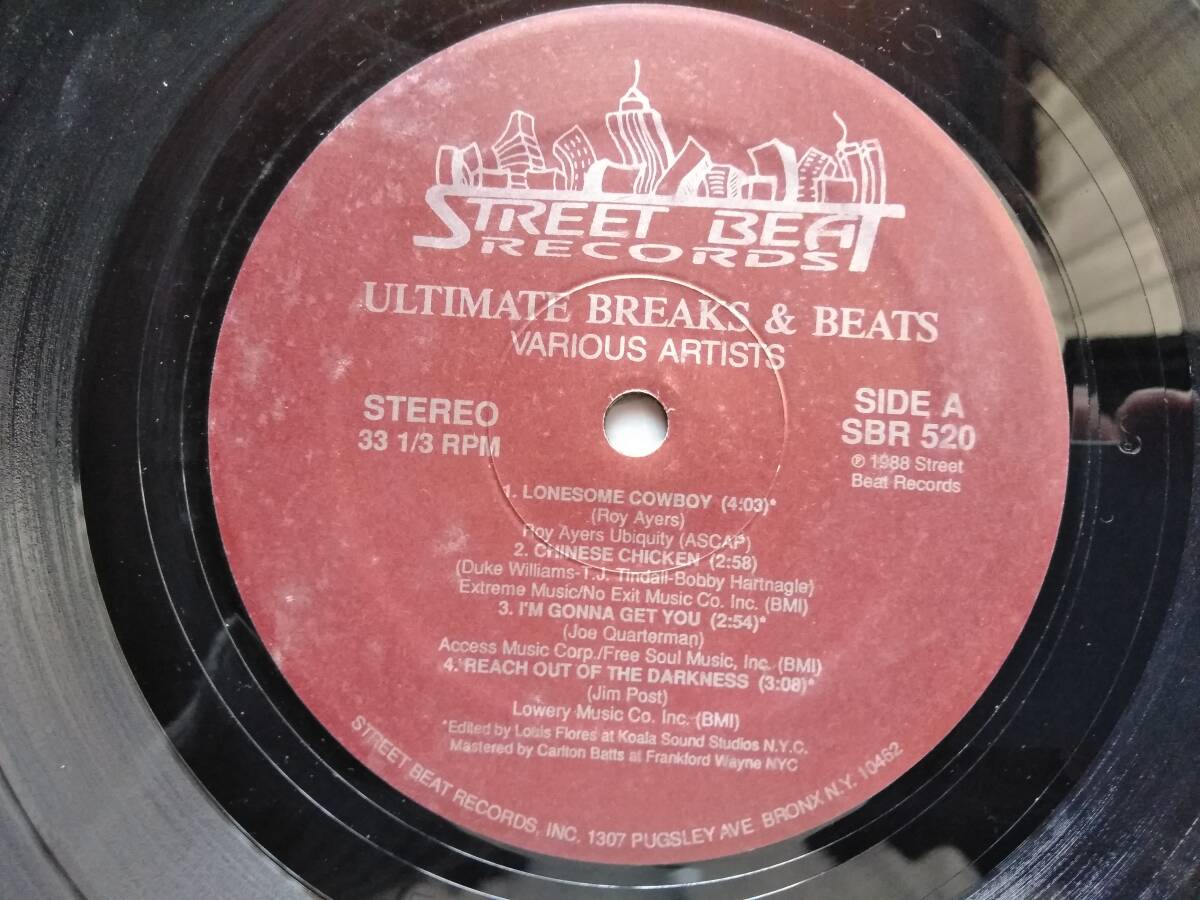 STREET BEAT
RECORDS
ULTIMATE BREAKS & BEATS
VARIOUS ARTISTS
STEREO
33 1/3 RPM
SIDE A
SBR 520
℗ 1988 Street
Beat Records
1. LONESOME COWBOY (4:03)*
(Roy Ayers)
Roy Ayers Ubiquity (ASCAP)
2. CHINESE CHICKEN (2:58)
(Duke Williams-T.J. Tindall-Bobby Hartnagle)
Extreme Music/No Exit Music Co. Inc. (BMI)
3. I'M GONNA GET YOU (2:54)*
(Joe Quarterman)
Access Music Corp./Free Soul Music, Inc. (BMI)
4. REACH OUT OF THE DARKNESS (3:08)*
(Jim Post)
Lowery Music Co. Inc. (BMI)
*Edited by Louis Flores at Koala Sound Studios N.Y.C.
Mastered by Carlton Batts at Frankford Wayne NYC
STREET BEAT RECORDS, INC. 1307 PUGSLEY AVE BRONX N.Y. 10462